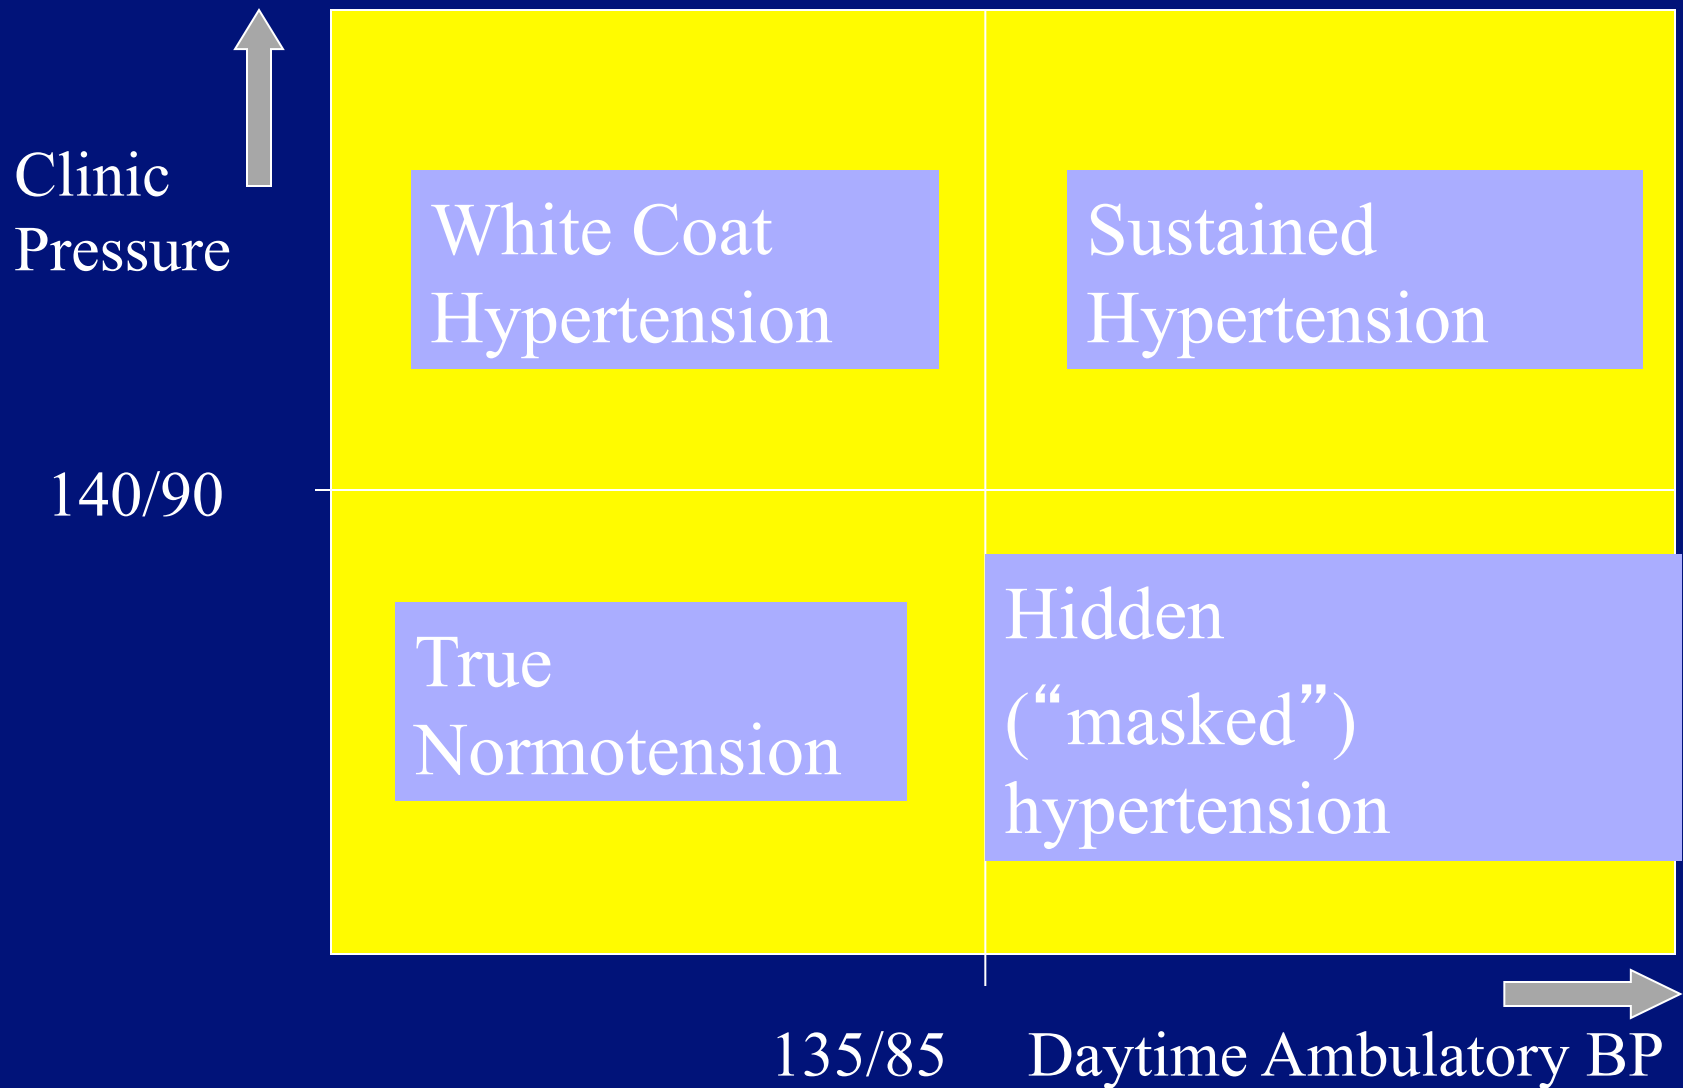 Clinic
Pressure
White Coat
Hypertension
Sustained
Hypertension
140/90
True
Normotension
Hidden
(“masked”)
hypertension
135/85
Daytime Ambulatory BP